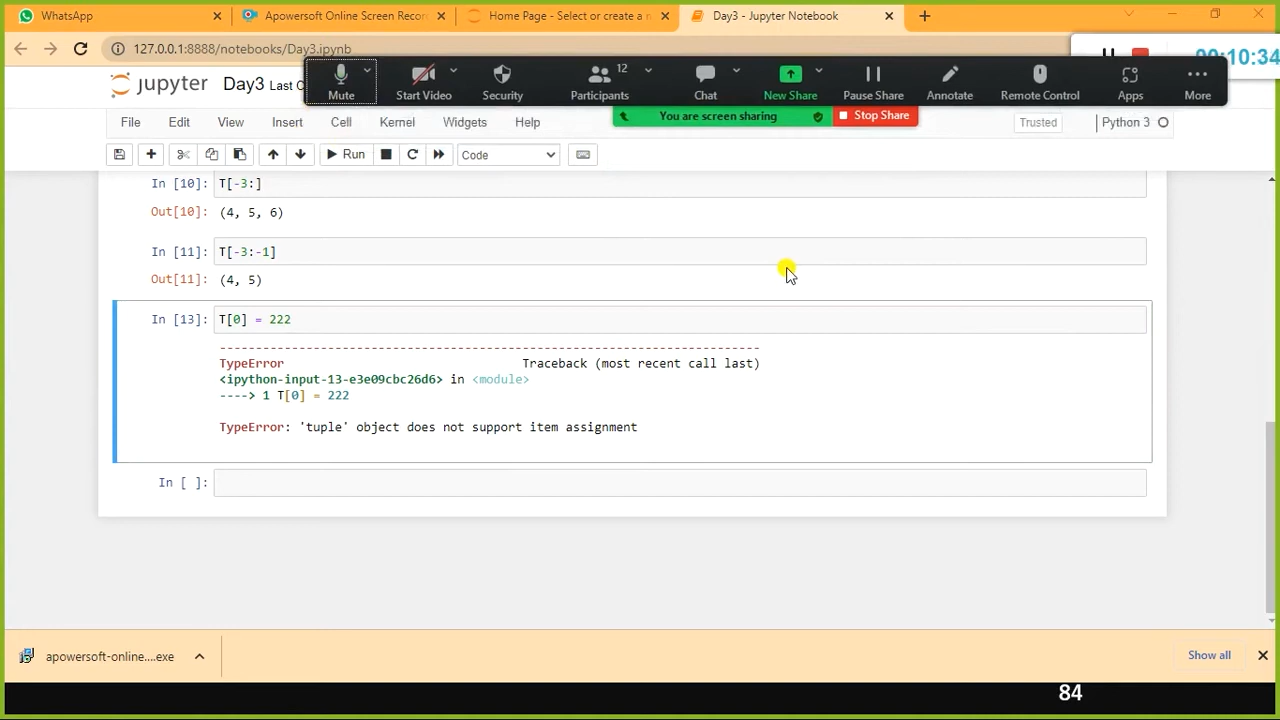 WhatsApp
Apowersoft Online Screen Recor
Home Page - Select or create a n
Day3 - Jupyter Notebook
127.0.0.1:8888/notebooks/Day3.ipynb
00:10:34
jupyter Day3 Last C
Mute
Start Video
Security
12
Participants
Chat
New Share
Pause Share
Annotate
Remote Control
Apps
More
You are screen sharing
Stop Share
File Edit View Insert Cell Kernel Widgets Help
Trusted
Python 3
Run
Code
In [10]: T[-3:]
Out[10]: (4, 5, 6)
In [11]: T[-3:-1]
Out[11]: (4, 5)
In [13]: T[0] = 222
---------------------------------------------------------------------------
TypeError Traceback (most recent call last)
<ipython-input-13-e3e09cbc26d6> in <module>
----> 1 T[0] = 222
TypeError: 'tuple' object does not support item assignment
In [ ]:
apowersoft-online....exe
Show all
84